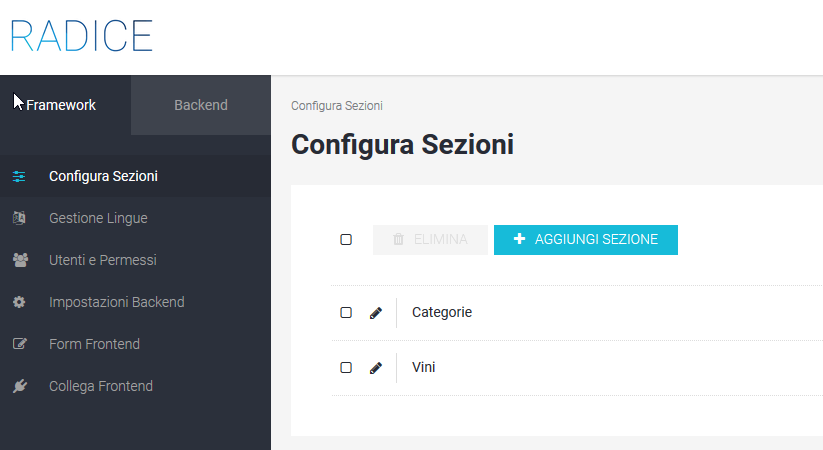 RADICE
Framework
Backend
Configura Sezioni
Gestione Lingue
Utenti e Permessi
Impostazioni Backend
Form Frontend
Collega Frontend
Configura Sezioni
Configura Sezioni
ELIMINA
AGGIUNGI SEZIONE
Categorie
Vini